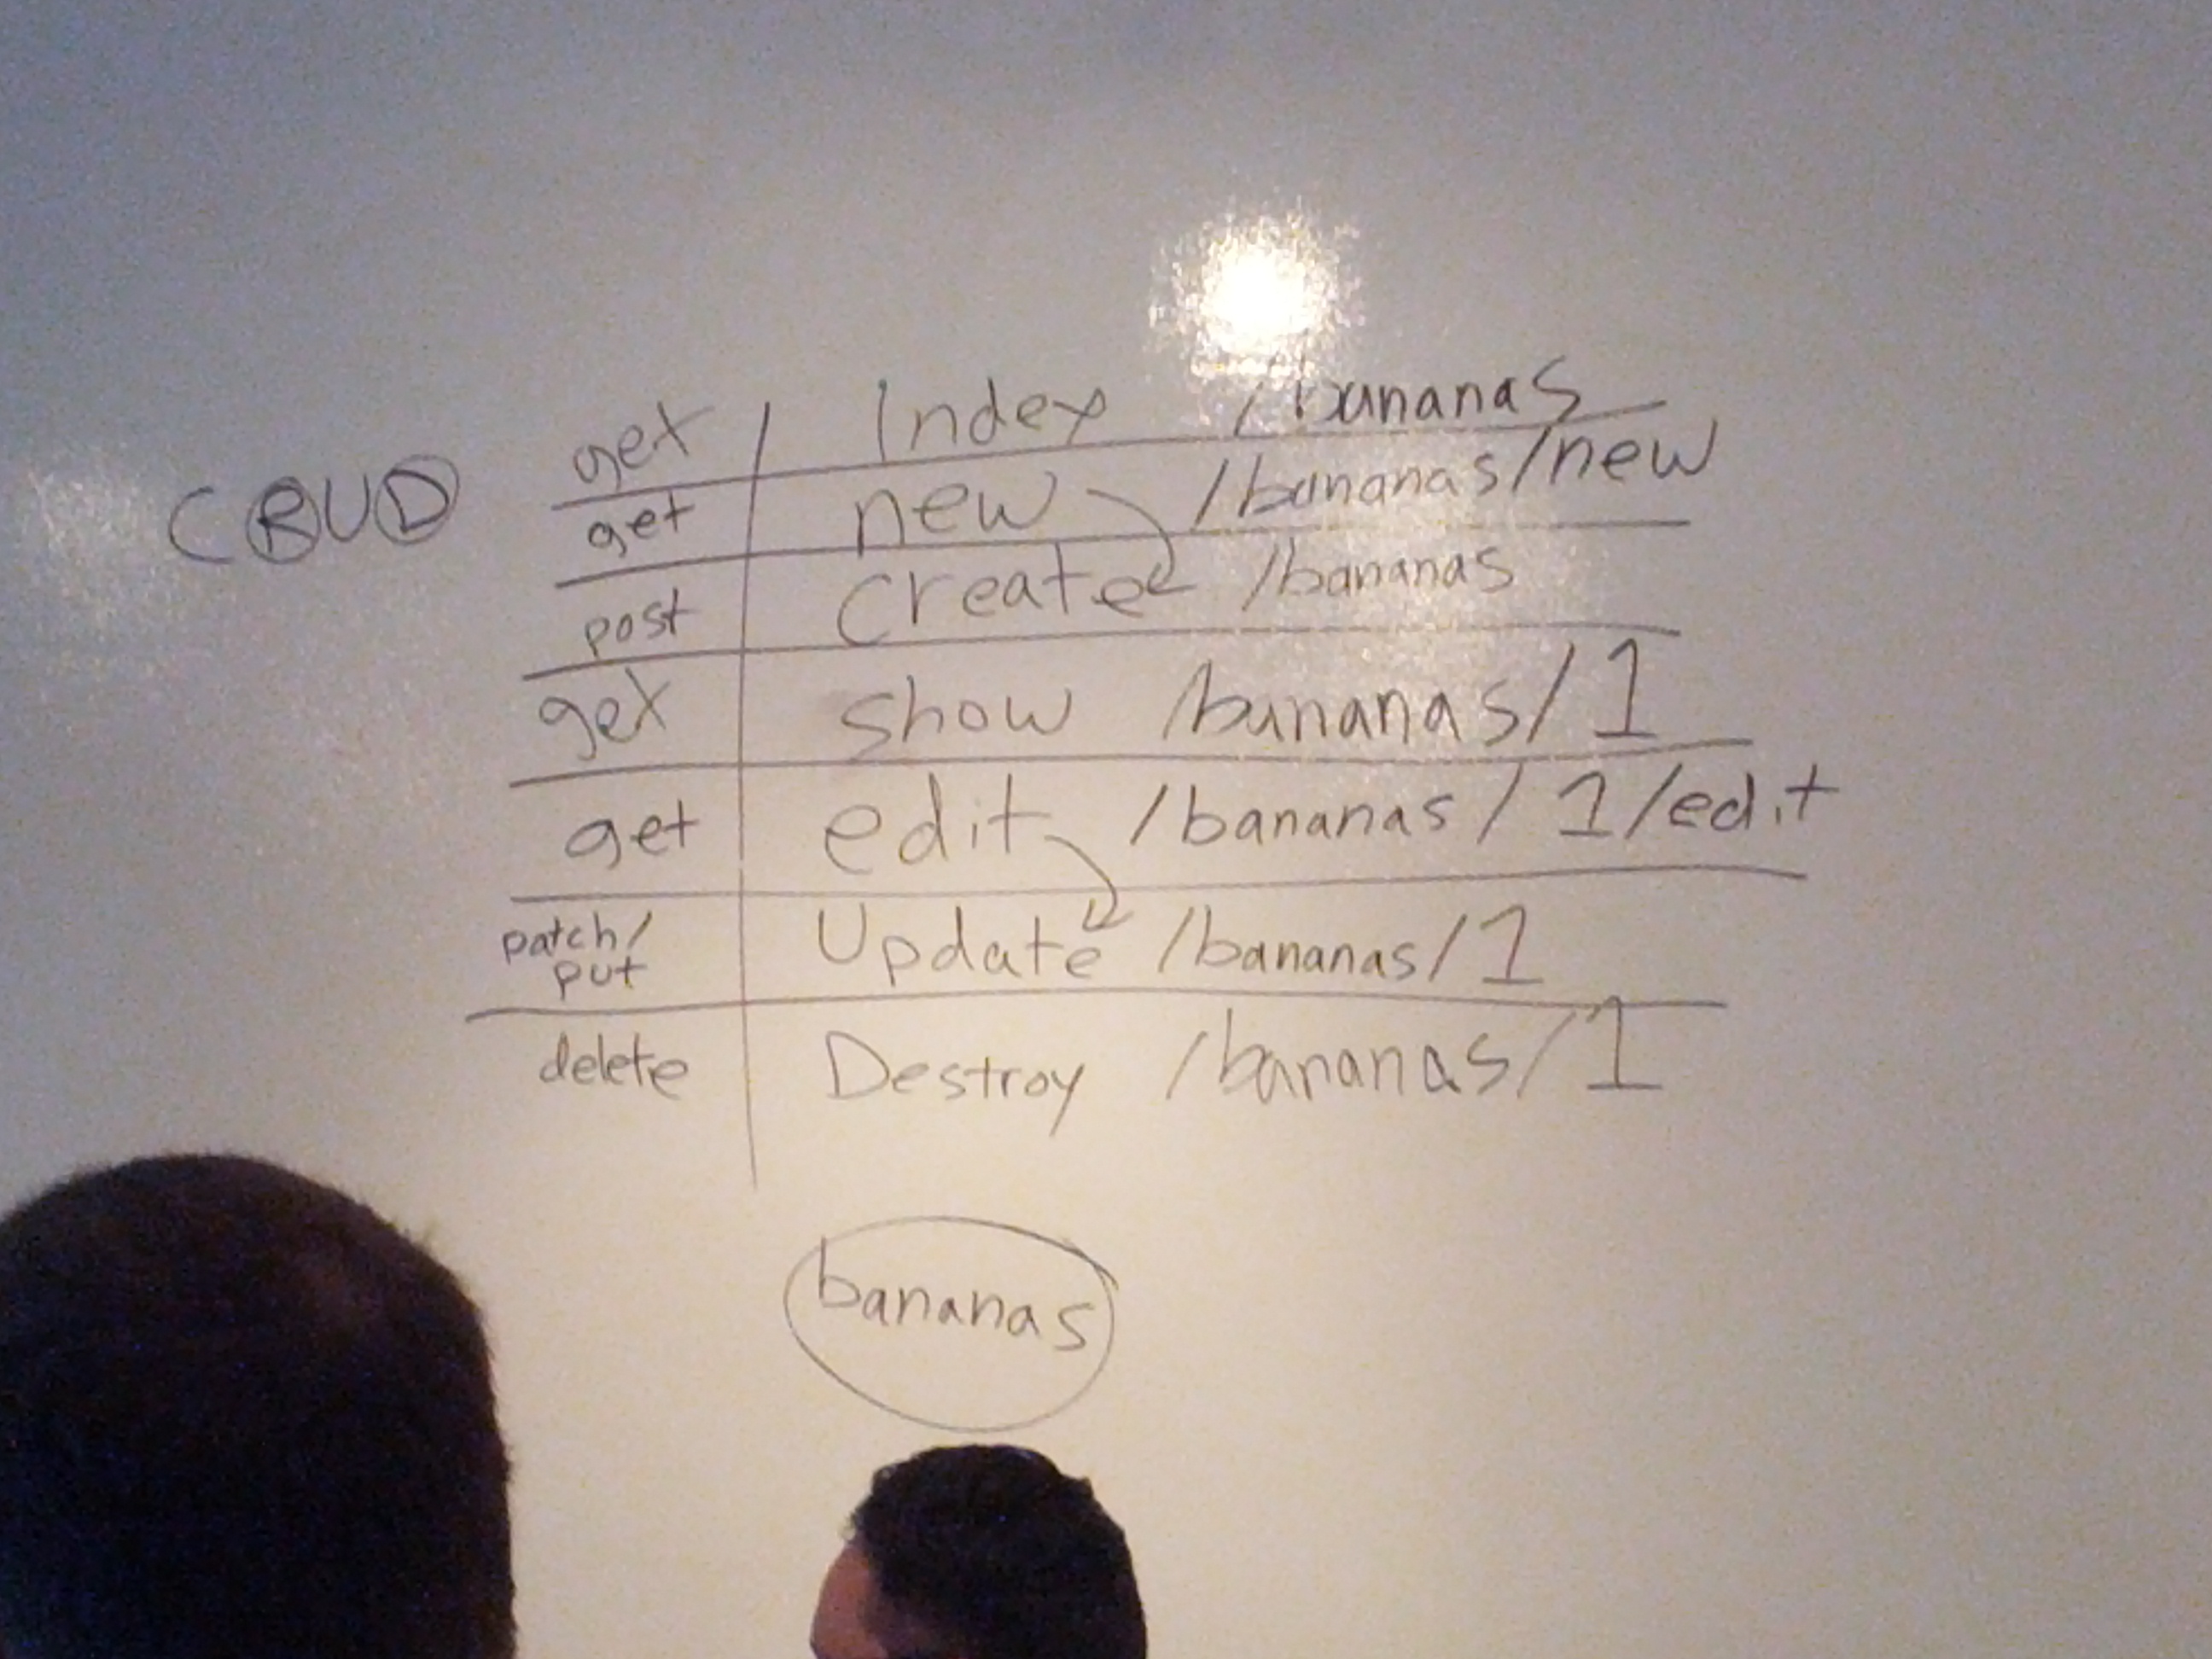 CRUD
get Index /bananas
get new /bananas/new
post Create /bananas
get show /bananas/1
get edit /bananas/1/edit
patch/
put Update /bananas/1
delete Destroy /bananas/1
bananas